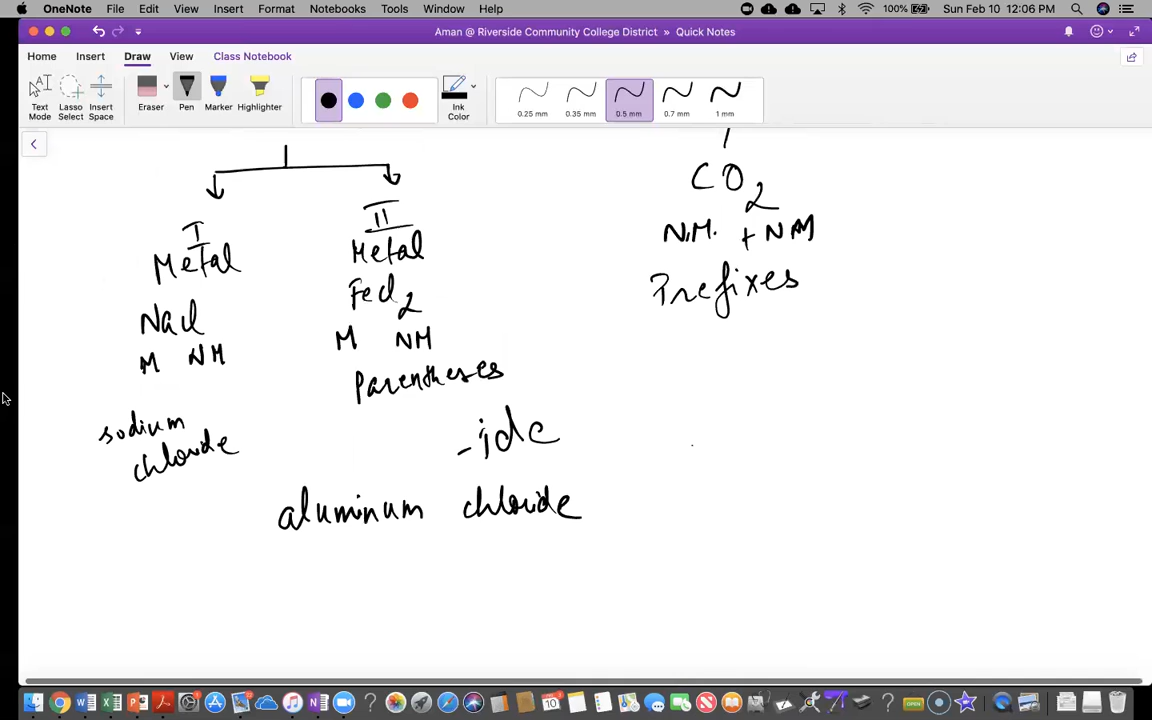 OneNote File Edit View Insert Format Notebooks Tools Window Help 100% Sun Feb 10 12:06 PM
Aman @ Riverside Community College District » Quick Notes
Home Insert Draw View Class Notebook
Text Mode Lasso Select Insert Space Eraser Pen Marker Highlighter Ink Color 0.25 mm 0.35 mm 0.5 mm 0.7 mm 1 mm
CO2
N.M. + NM
Prefixes
I
Metal
NaCl
M NM
sodium
chloride
II
Metal
FeCl2
M NM
Parentheses
-ide
aluminum chloride